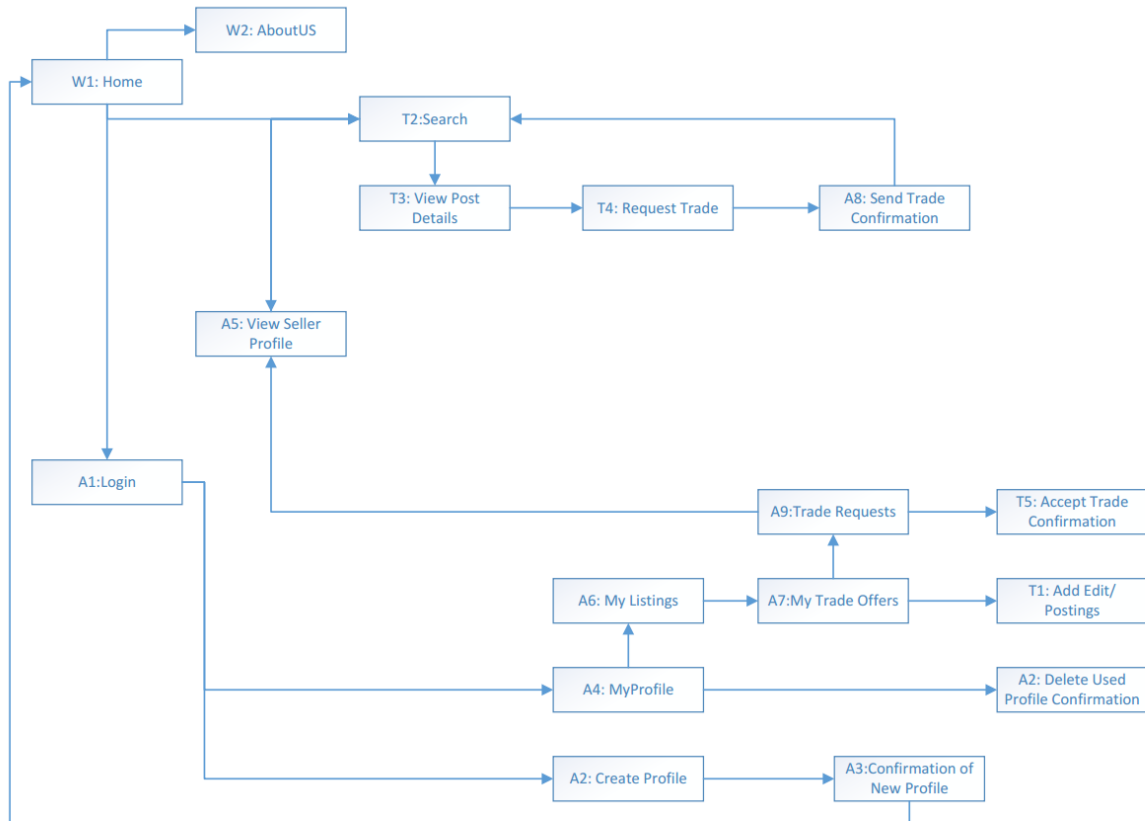 W2: AboutUS
W1: Home
T2:Search
T3: View Post
Details
T4: Request Trade
A8: Send Trade
Confirmation
A5: View Seller
Profile
A1:Login
A9:Trade Requests
T5: Accept Trade
Confirmation
A6: My Listings
A7:My Trade Offers
T1: Add Edit/
Postings
A4: MyProfile
A2: Delete Used
Profile Confirmation
A2: Create Profile
A3:Confirmation of
New Profile